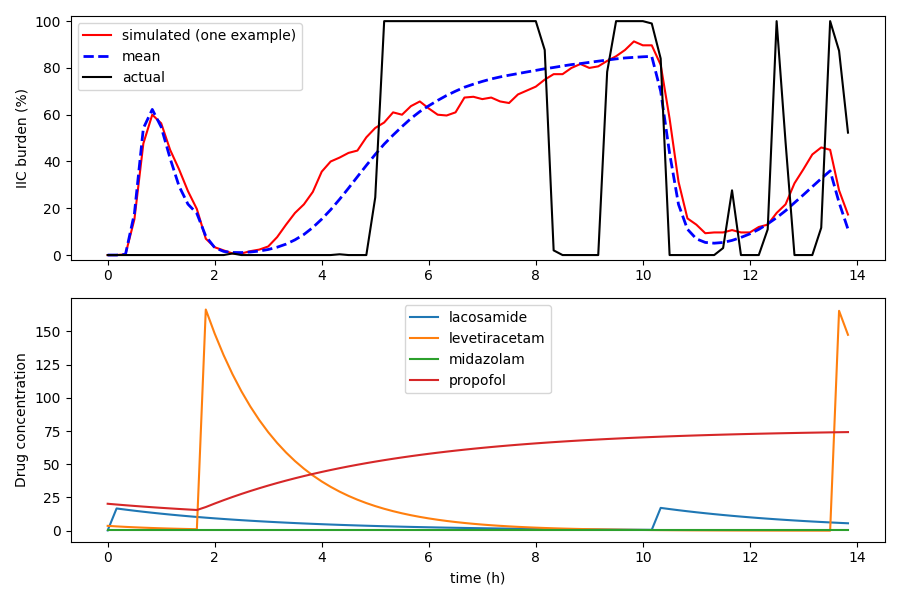 100
80
60
40
20
0
IIC burden (%)
simulated (one example)
mean
actual
0 2 4 6 8 10 12 14
150
125
100
75
50
25
0
Drug concentration
lacosamide
levetiracetam
midazolam
propofol
0 2 4 6 8 10 12 14
time (h)